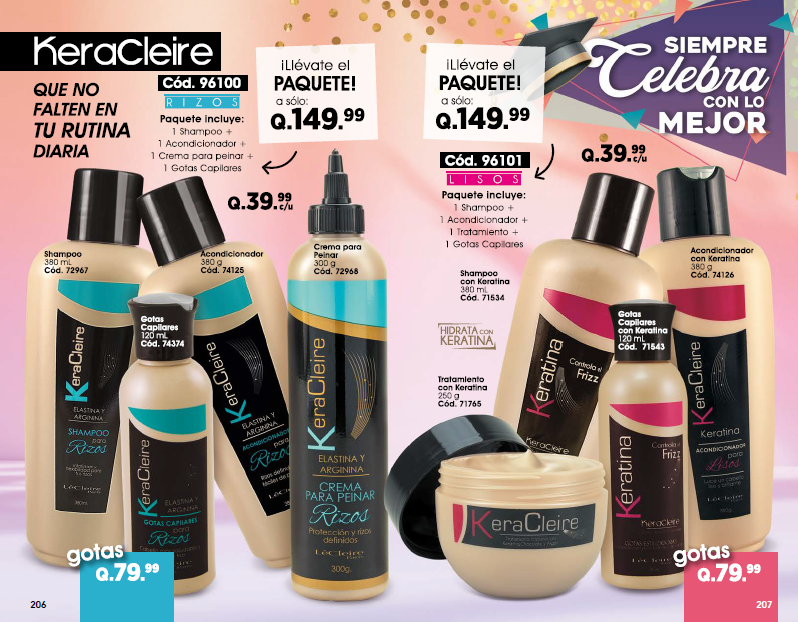 KeraCleire
QUE NO
FALTEN EN
TU RUTINA
DIARIA
Cód. 96100
RIZOS
Paquete incluye:
1 Shampoo +
1 Acondicionador +
1 Crema para peinar +
1 Gotas Capilares
¡Llévate el
PAQUETE!
a sólo:
Q.149.99
Q.39.99
c/u
Shampoo
380 mL
Cód. 72967
Acondicionador
380 g
Cód. 74125
Crema para
Peinar
300 g
Cód. 72968
Gotas
Capilares
120 mL
Cód. 74374
KeraCleire
ELASTINA Y
ARGININA
SHAMPOO
para
Rizos
LéCleire
380mL
KeraCleire
ELASTINA Y
ARGININA
GOTAS CAPILARES
para
Rizos
KeraCleire
ELASTINA Y
ARGININA
ACONDICIONADOR
para
Rizos
LéCleire
KeraCleire
ELASTINA Y
ARGININA
CREMA
PARA PEINAR
Rizos
Protección y rizos
definidos
LéCleire
300g.
gotas
Q.79.99
206
¡Llévate el
PAQUETE!
a sólo:
Q.149.99
SIEMPRE
Celebra
CON LO
MEJOR
Cód. 96101
LISOS
Paquete incluye:
1 Shampoo +
1 Acondicionador +
1 Tratamiento +
1 Gotas Capilares
Q.39.99
c/u
Shampoo
con Keratina
380 mL
Cód. 71534
HIDRATA CON
KERATINA
Tratamiento
con Keratina
250 g
Cód. 71765
Gotas
Capilares
con Keratina
120 mL
Cód. 71543
Acondicionador
con Keratina
380 g
Cód. 74126
Keratina
Controla el
Frizz
KeraCleire
Keratina
Controla el
Frizz
KeraCleire
KeraCleire
Keratina
ACONDICIONADOR
para
Lisos
LéCleire
KeraCleire
gotas
Q.79.99
207